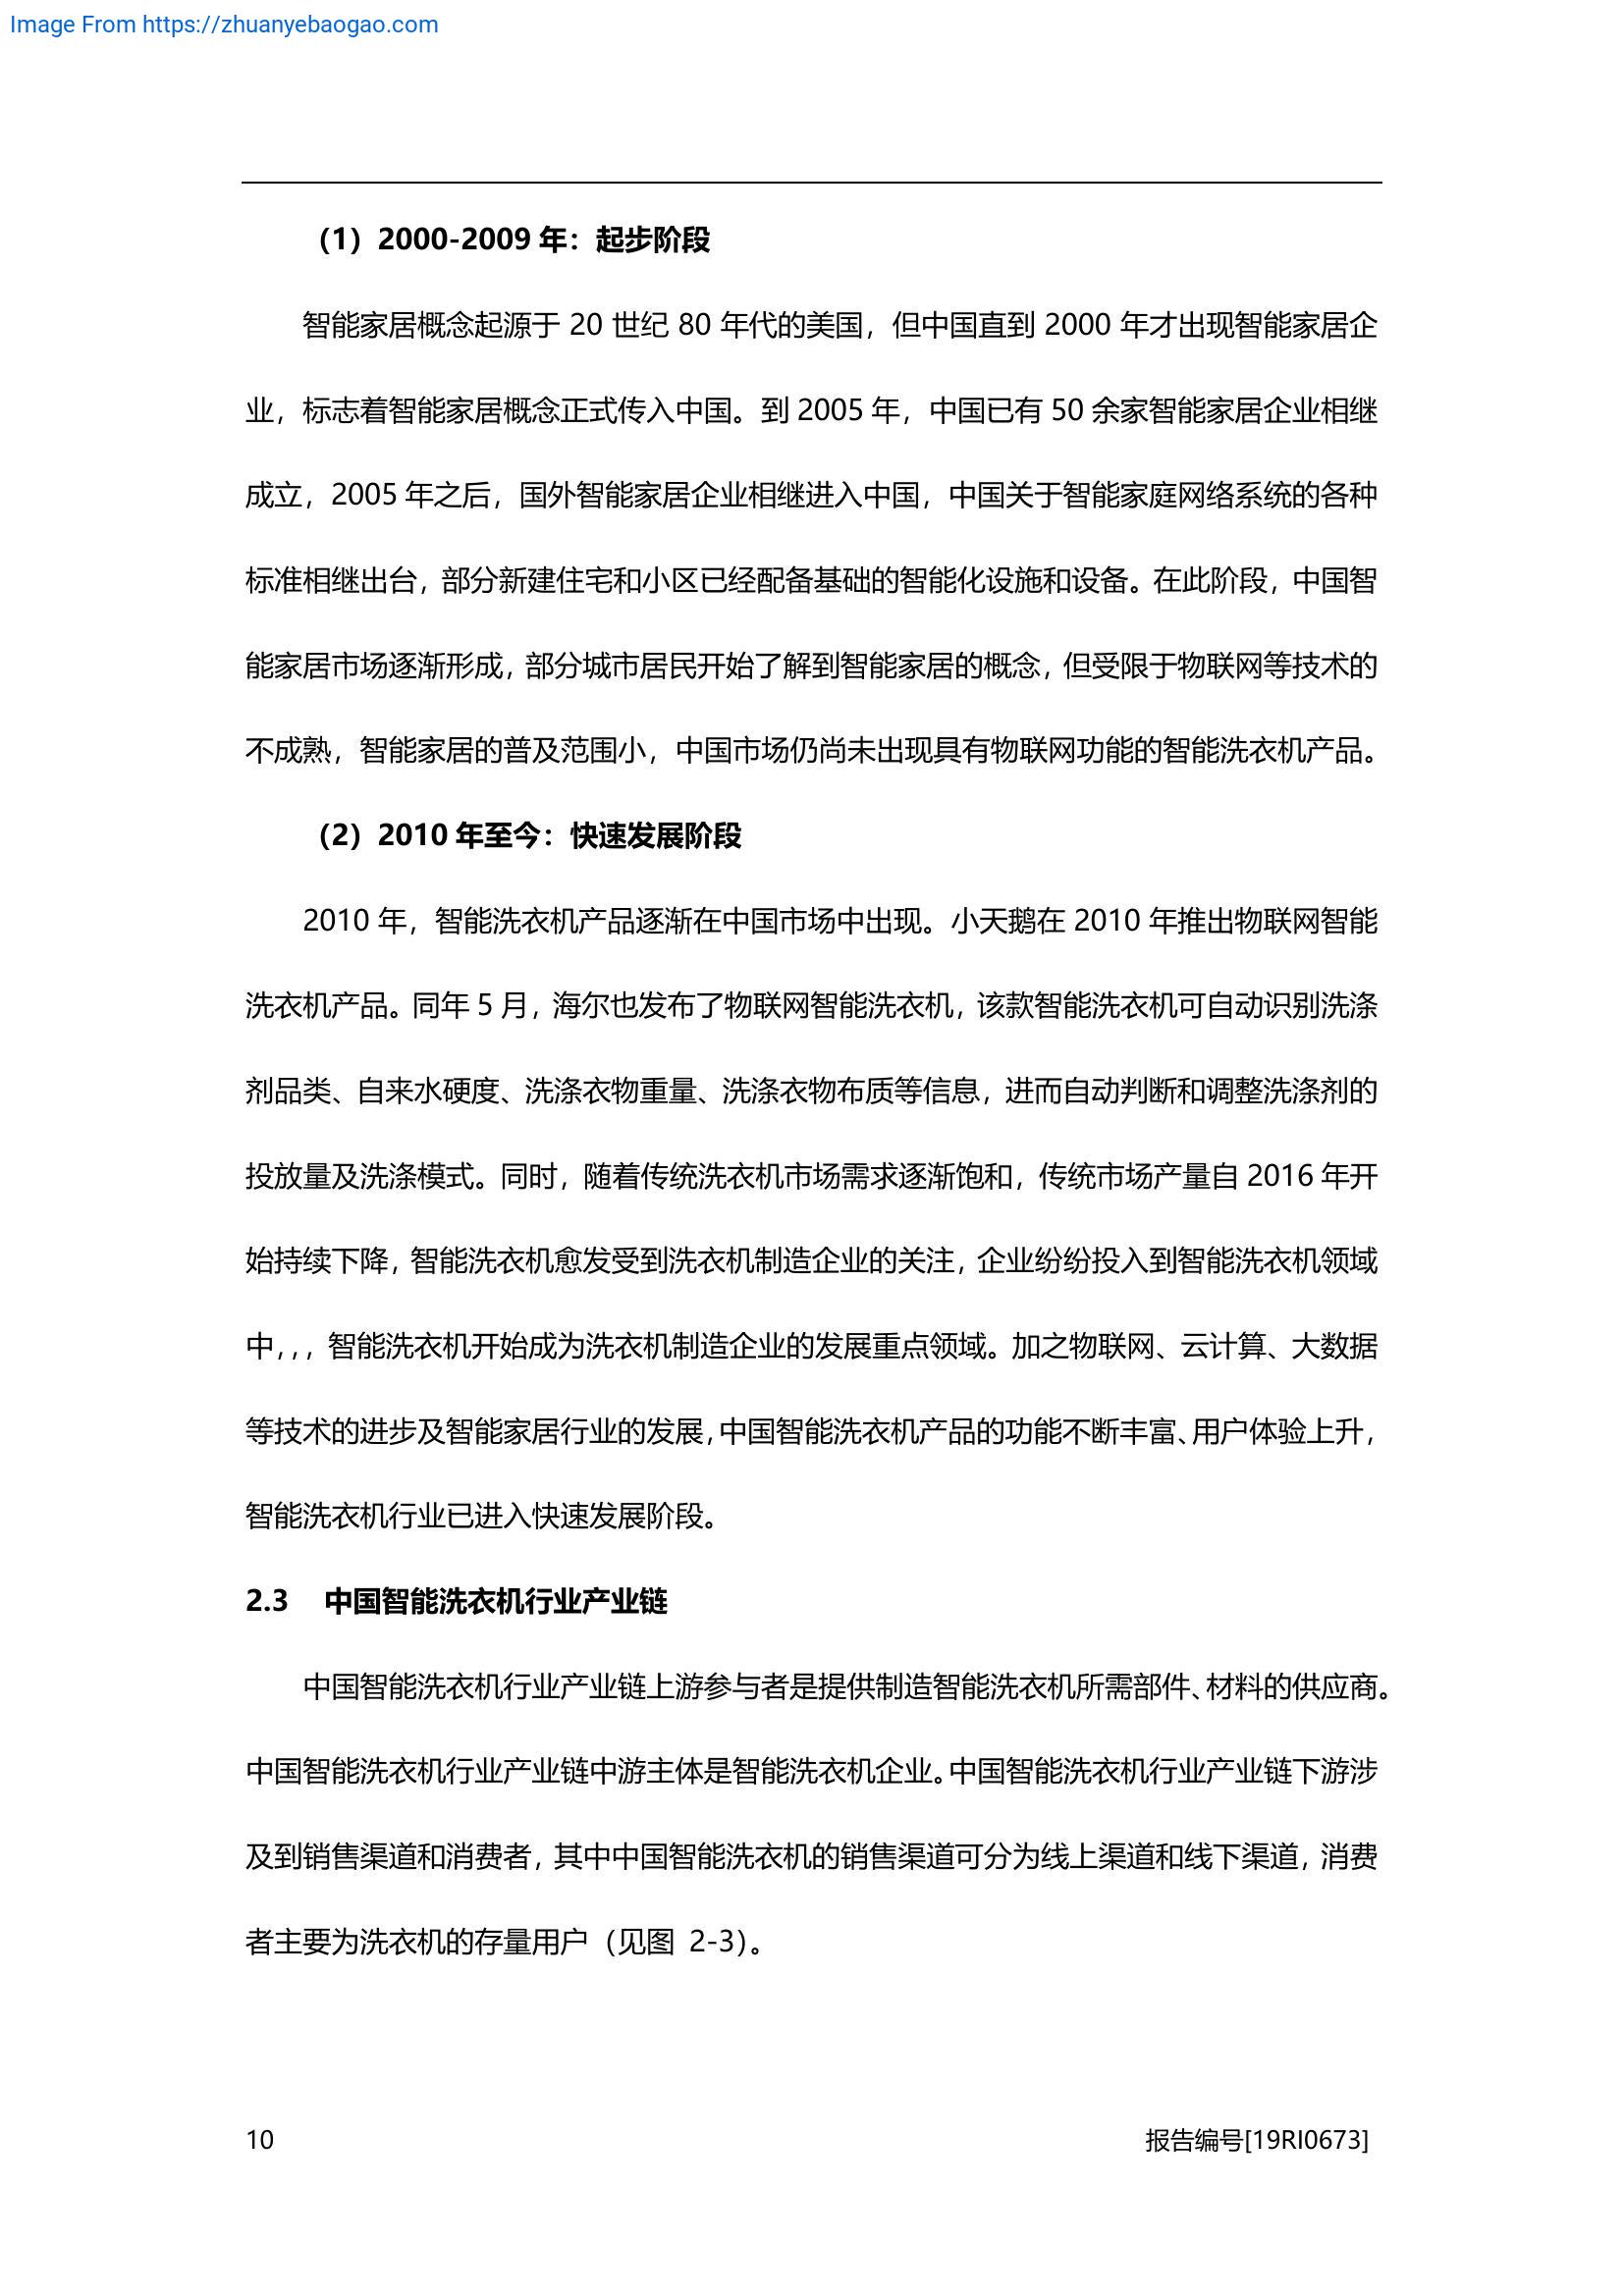 Image From https://zhuanyebaogao.com
（1）2000-2009 年：起步阶段
智能家居概念起源于 20 世纪 80 年代的美国，但中国直到 2000 年才出现智能家居企
业，标志着智能家居概念正式传入中国。到 2005 年，中国已有 50 余家智能家居企业相继
成立，2005 年之后，国外智能家居企业相继进入中国，中国关于智能家庭网络系统的各种
标准相继出台，部分新建住宅和小区已经配备基础的智能化设施和设备。在此阶段，中国智
能家居市场逐渐形成，部分城市居民开始了解到智能家居的概念，但受限于物联网等技术的
不成熟，智能家居的普及范围小，中国市场仍尚未出现具有物联网功能的智能洗衣机产品。
（2）2010 年至今：快速发展阶段
2010 年，智能洗衣机产品逐渐在中国市场中出现。小天鹅在 2010 年推出物联网智能
洗衣机产品。同年 5 月，海尔也发布了物联网智能洗衣机，该款智能洗衣机可自动识别洗涤
剂品类、自来水硬度、洗涤衣物重量、洗涤衣物布质等信息，进而自动判断和调整洗涤剂的
投放量及洗涤模式。同时，随着传统洗衣机市场需求逐渐饱和，传统市场产量自 2016 年开
始持续下降，智能洗衣机愈发受到洗衣机制造企业的关注，企业纷纷投入到智能洗衣机领域
中，，，智能洗衣机开始成为洗衣机制造企业的发展重点领域。加之物联网、云计算、大数据
等技术的进步及智能家居行业的发展，中国智能洗衣机产品的功能不断丰富、用户体验上升，
智能洗衣机行业已进入快速发展阶段。
2.3 中国智能洗衣机行业产业链
中国智能洗衣机行业产业链上游参与者是提供制造智能洗衣机所需部件、材料的供应商。
中国智能洗衣机行业产业链中游主体是智能洗衣机企业。中国智能洗衣机行业产业链下游涉
及到销售渠道和消费者，其中中国智能洗衣机的销售渠道可分为线上渠道和线下渠道，消费
者主要为洗衣机的存量用户（见图 2-3）。
10 报告编号[19RI0673]